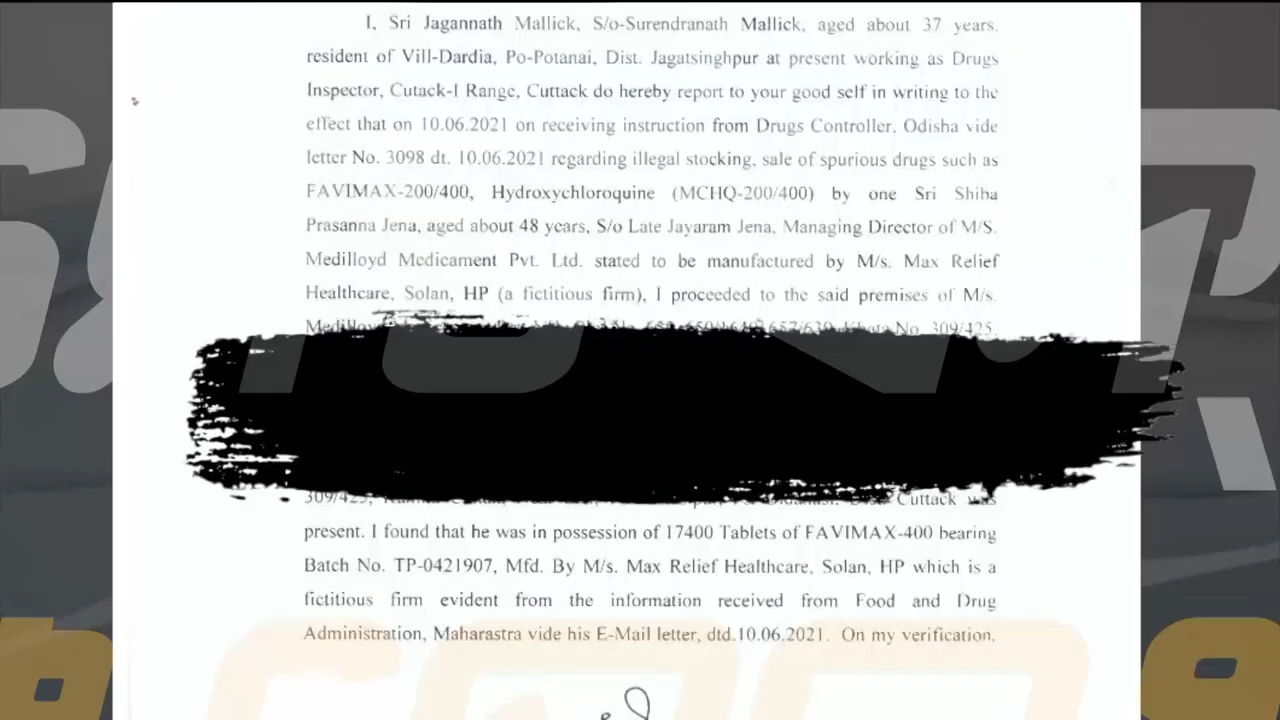 I, Sri Jagannath Mallick, S/o-Surendranath Mallick, aged about 37 years.
resident of Vill-Dardia, Po-Potanai, Dist. Jagatsinghpur at present working as Drugs
Inspector, Cutack-I Range, Cuttack do hereby report to your good self in writing to the
effect that on 10.06.2021 on receiving instruction from Drugs Controller, Odisha vide
letter No. 3098 dt. 10.06.2021 regarding illegal stocking, sale of spurious drugs such as
FAVIMAX-200/400, Hydroxychloroquine (MCHQ-200/400) by one Sri Shiba
Prasanna Jena, aged about 48 years, S/o Late Jayaram Jena, Managing Director of M/S.
Medilloyd Medicament Pvt. Ltd. stated to be manufactured by M/s. Max Relief
Healthcare, Solan, HP (a fictitious firm), I proceeded to the said premises of M/s.
No. 309/425,
Cuttack was
present. I found that he was in possession of 17400 Tablets of FAVIMAX-400 bearing
Batch No. TP-0421907, Mfd. By M/s. Max Relief Healthcare, Solan, HP which is a
fictitious firm evident from the information received from Food and Drug
Administration, Maharastra vide his E-Mail letter, dtd.10.06.2021. On my verification,